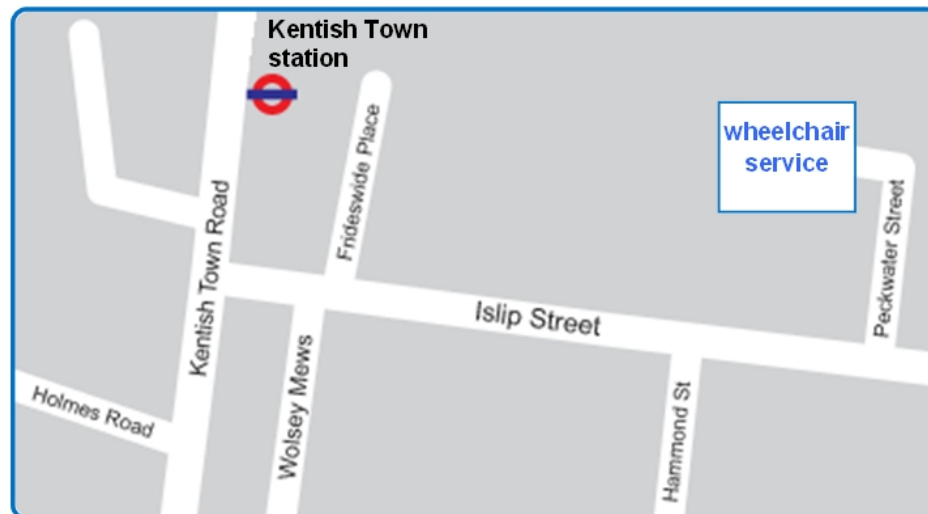 Kentish Town
station
Frideswide Place
wheelchair
service
Peckwater Street
Kentish Town Road
Islip Street
Wolsey Mews
Hammond St
Holmes Road